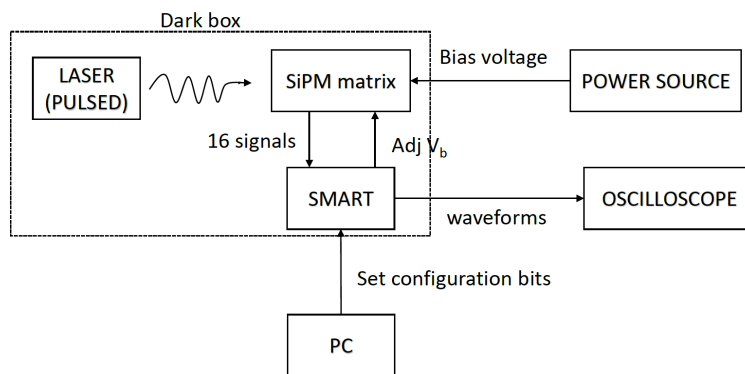 Dark box
LASER
(PULSED)
SiPM matrix
Bias voltage
POWER SOURCE
16 signals
Adj V_b
SMART
waveforms
OSCILLOSCOPE
Set configuration bits
PC